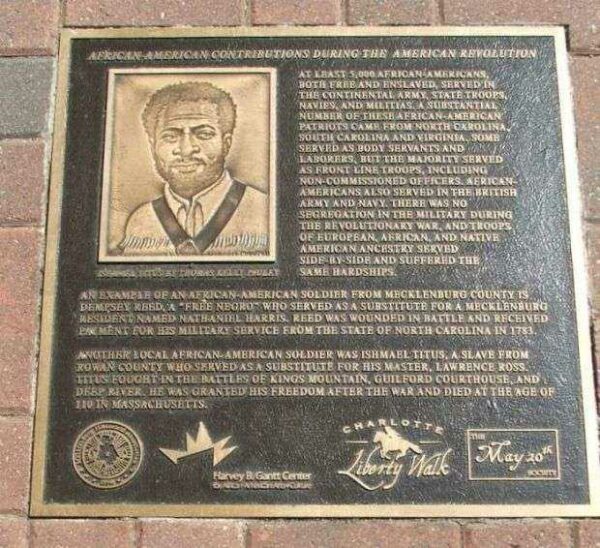 AFRICAN-AMERICAN CONTRIBUTIONS DURING THE AMERICAN REVOLUTION
AT LEAST 5,000 AFRICAN-AMERICANS,
BOTH FREE AND ENSLAVED, SERVED IN
THE CONTINENTAL ARMY, STATE TROOPS,
NAVIES, AND MILITIAS. A SUBSTANTIAL
NUMBER OF THESE AFRICAN-AMERICAN
PATRIOTS CAME FROM NORTH CAROLINA,
SOUTH CAROLINA AND VIRGINIA. SOME
SERVED AS BODY SERVANTS AND
LABORERS, BUT THE MAJORITY SERVED
AS FRONT LINE TROOPS, INCLUDING
NON-COMMISSIONED OFFICERS. AFRICAN-
AMERICANS ALSO SERVED IN THE BRITISH
ARMY AND NAVY. THERE WAS NO
SEGREGATION IN THE MILITARY DURING
THE REVOLUTIONARY WAR, AND TROOPS
OF EUROPEAN, AFRICAN, AND NATIVE
AMERICAN ANCESTRY SERVED
SIDE-BY-SIDE AND SUFFERED THE
SAME HARDSHIPS.
ISHMAEL TITUS BY THOMAS KELLY PAULEY
AN EXAMPLE OF AN AFRICAN-AMERICAN SOLDIER FROM MECKLENBURG COUNTY IS
DEMPSEY REED, A "FREE NEGRO" WHO SERVED AS A SUBSTITUTE FOR A MECKLENBURG
RESIDENT NAMED NATHANIEL HARRIS. REED WAS WOUNDED IN BATTLE AND RECEIVED
PAYMENT FOR HIS MILITARY SERVICE FROM THE STATE OF NORTH CAROLINA IN 1783.
ANOTHER LOCAL AFRICAN-AMERICAN SOLDIER WAS ISHMAEL TITUS, A SLAVE FROM
ROWAN COUNTY WHO SERVED AS A SUBSTITUTE FOR HIS MASTER, LAWRENCE ROSS.
TITUS FOUGHT IN THE BATTLES OF KINGS MOUNTAIN, GUILFORD COURTHOUSE, AND
DEEP RIVER. HE WAS GRANTED HIS FREEDOM AFTER THE WAR AND DIED AT THE AGE OF
110 IN MASSACHUSETTS.
Harvey B. Gantt Center
CHARLOTTE
Liberty Walk
THE
May 20th
SOCIETY